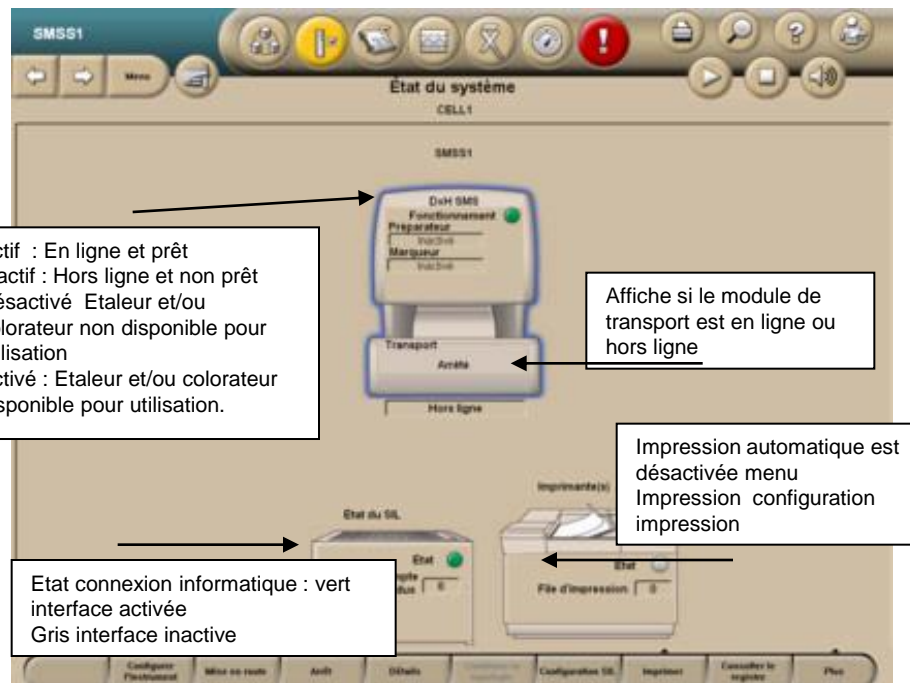 SMSS1
Menu
État du système
CELL1
SMSS1
DxH SMS
Fonctionnement
Préparateur
Inactivé
Marqueur
Inactivé
Transport
Arrêté
Hors ligne
ctif : En ligne et prêt
actif : Hors ligne et non prêt
ésactivé Etaleur et/ou
olorateur non disponible pour
ilisation
ctivé : Etaleur et/ou colorateur
sponible pour utilisation.
Affiche si le module de
transport est en ligne ou
hors ligne
Impression automatique est
désactivée menu
Impression configuration
impression
Imprimante(s)
Etat
File d'impression 0
Etat du SIL
Etat
mpte
dus
Etat connexion informatique : vert
interface activée
Gris interface inactive
Configurer
l'instrument
Mise en route
Arrêt
Détails
Configuration SIL
Imprimer
Consulter le
registre
Plus